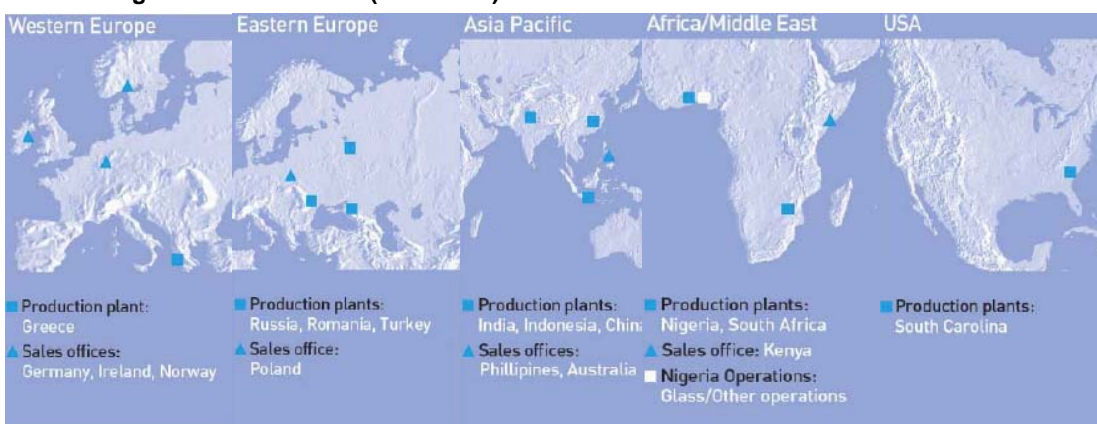 Western Europe
Production plant:
Greece
Sales offices:
Germany, Ireland, Norway
Eastern Europe
Production plants:
Russia, Romania, Turkey
Sales office:
Poland
Asia Pacific
Production plants:
India, Indonesia, China
Sales offices:
Phillipines, Australia
Africa/Middle East
Production plants:
Nigeria, South Africa
Sales office: Kenya
Nigeria Operations:
Glass/Other operations
USA
Production plants:
South Carolina